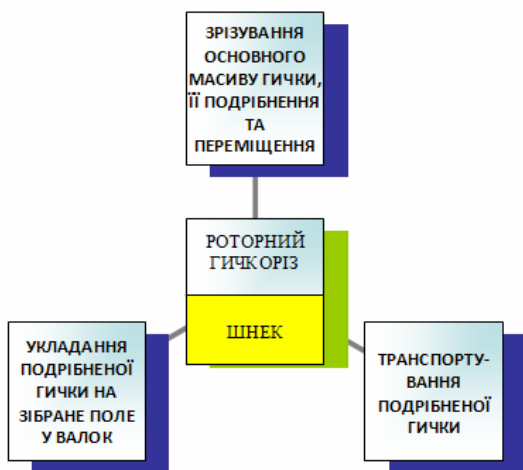 ЗРІЗУВАННЯ
ОСНОВНОГО
МАСИВУ ГИЧКИ,
ЇЇ ПОДРІБНЕННЯ
ТА
ПЕРЕМІЩЕННЯ
РОТОРНИЙ
ГИЧКОРІЗ
ШНЕК
УКЛАДАННЯ
ПОДРІБНЕНОЇ
ГИЧКИ НА
ЗІБРАНЕ ПОЛЕ
У ВАЛОК
ТРАНСПОРТУ-
ВАННЯ
ПОДРІБНЕНОЇ
ГИЧКИ